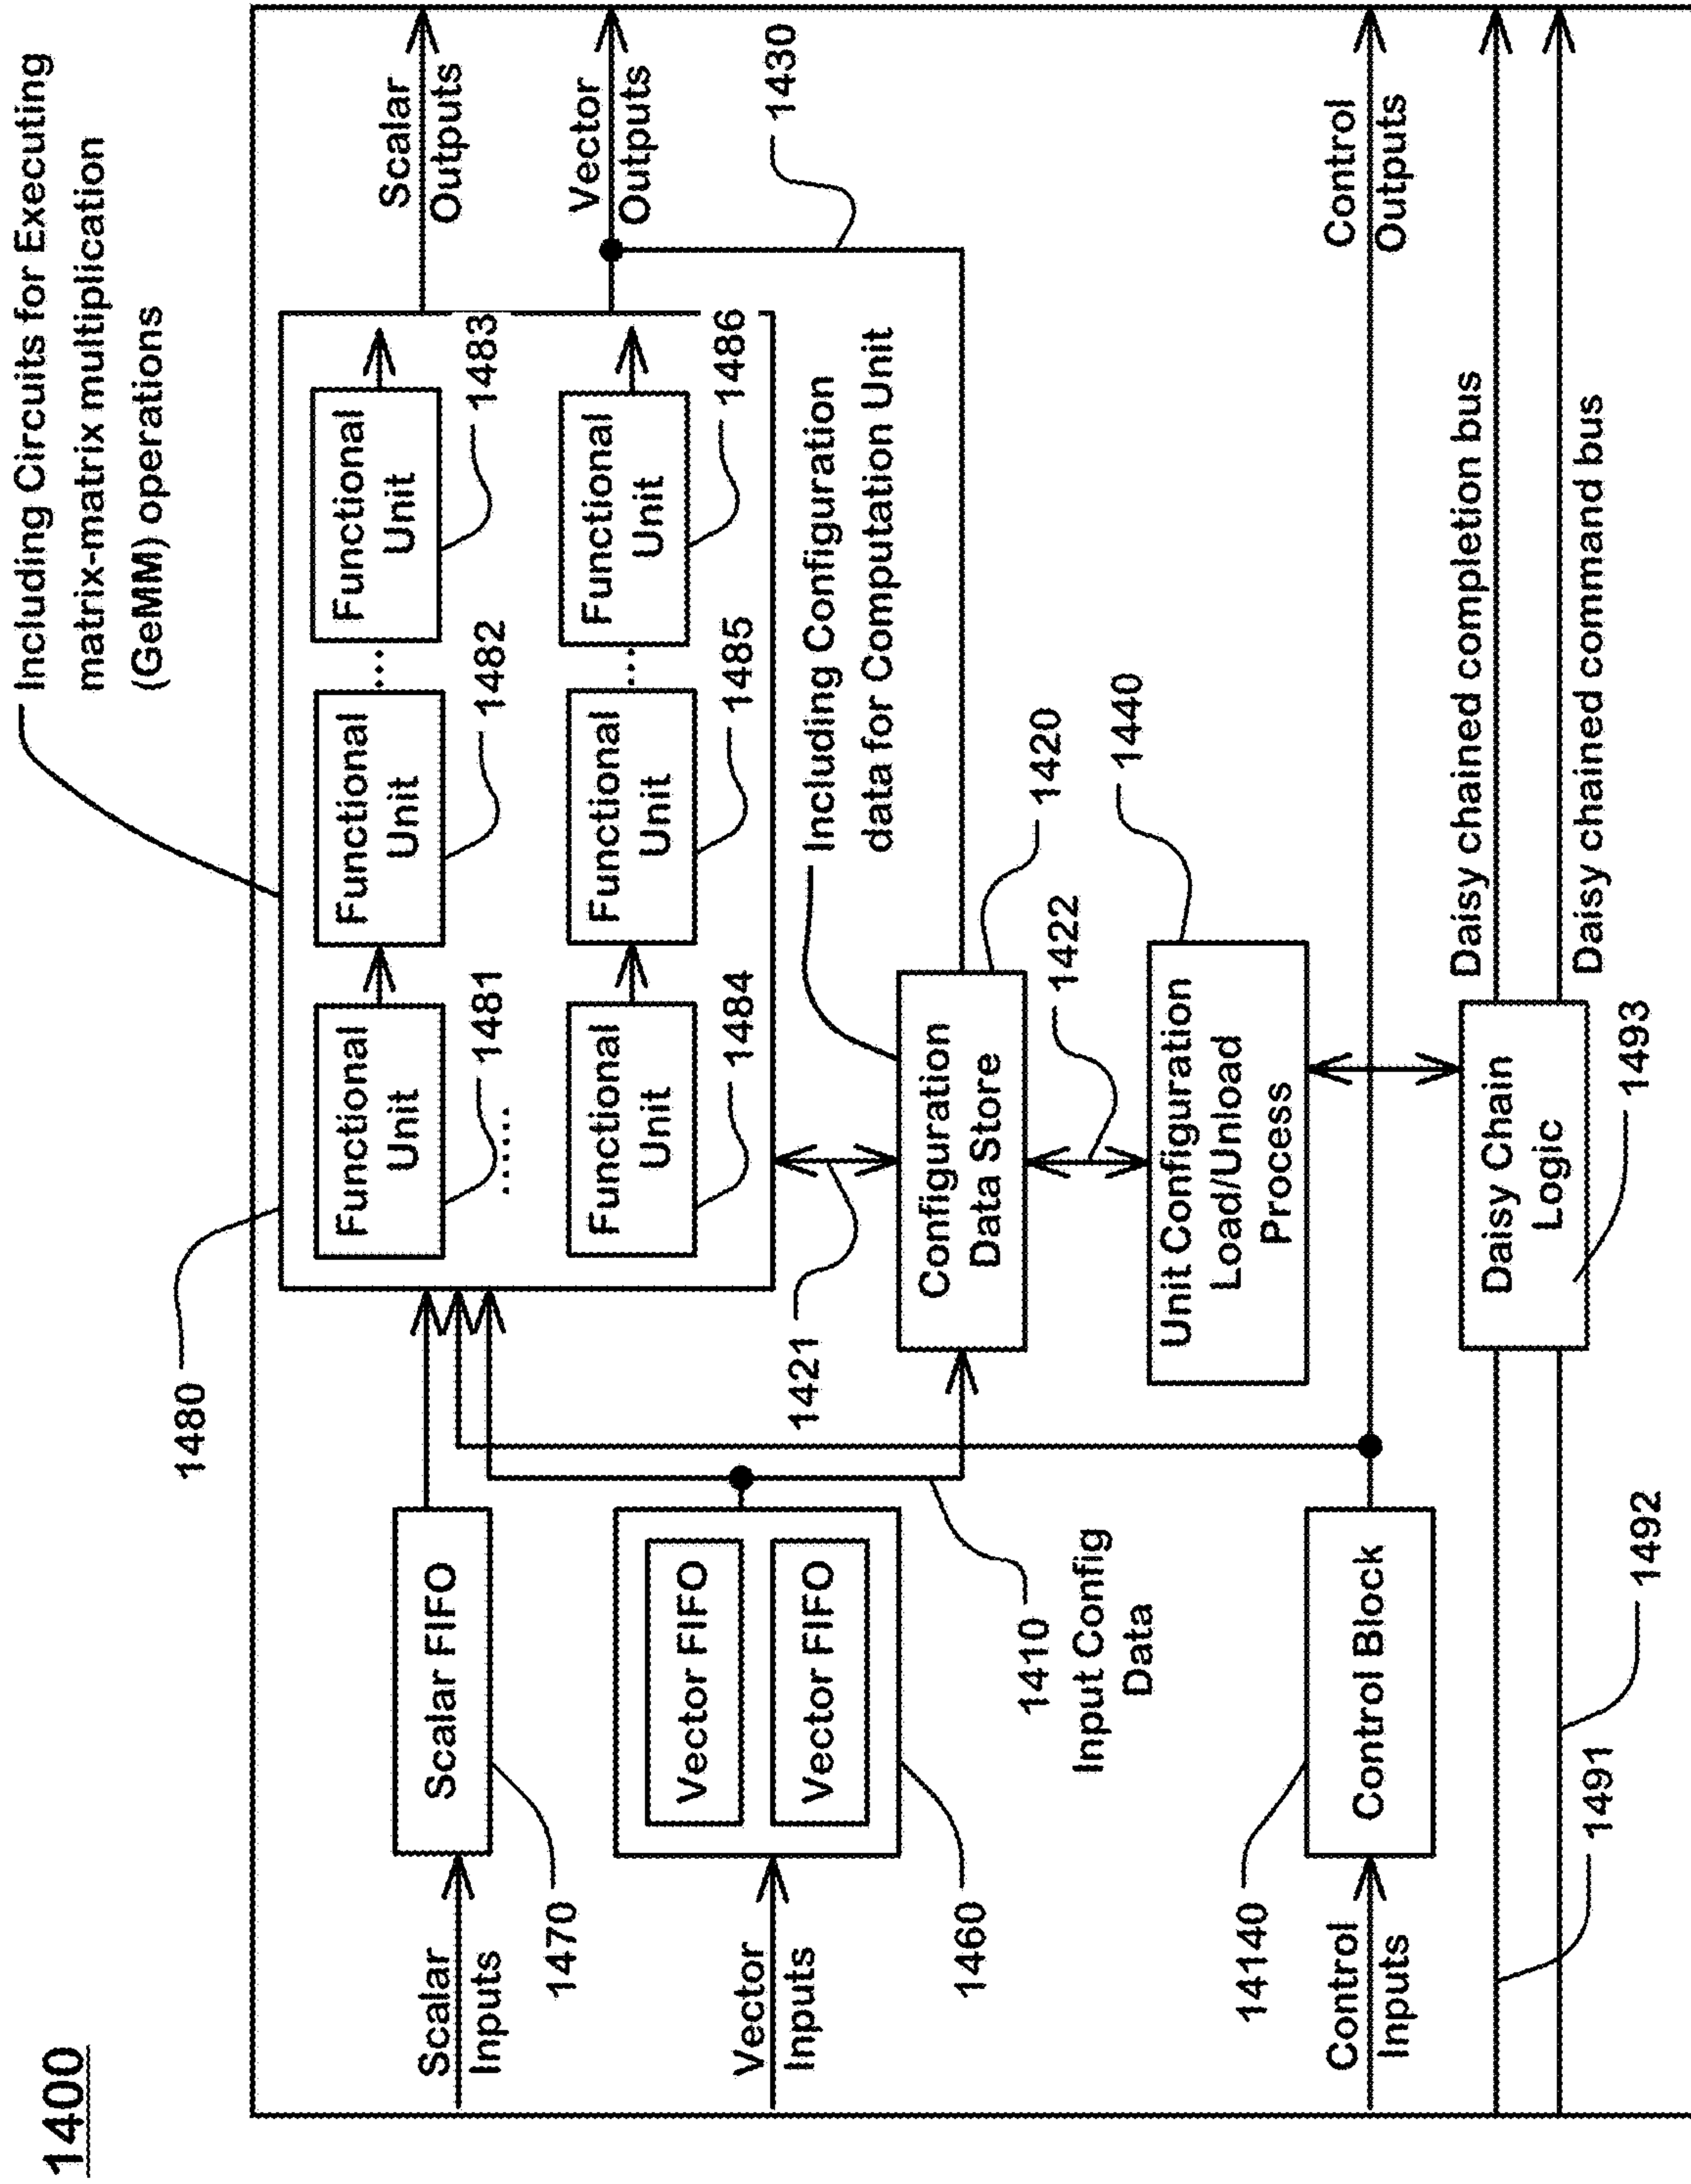 1400
Including Circuits for Executing
matrix-matrix multiplication
(GeMM) operations
1480
Scalar
Inputs
Scalar FIFO
1470
Functional
Unit
1481
Functional
Unit
1482
...
Functional
Unit
1483
Scalar
Outputs
......
Vector
Inputs
Vector FIFO
Vector FIFO
1460
Functional
Unit
1484
Functional
Unit
1485
...
Functional
Unit
1486
Vector
Outputs
1430
1421
Including Configuration
data for Computation Unit
Configuration
Data Store
1420
1422
1410
Input Config
Data
Unit Configuration
Load/Unload
Process
1440
14140
Control
Inputs
Control Block
Control
Outputs
Daisy chained completion bus
Daisy Chain
Logic
Daisy chained command bus
1491
1492
1493